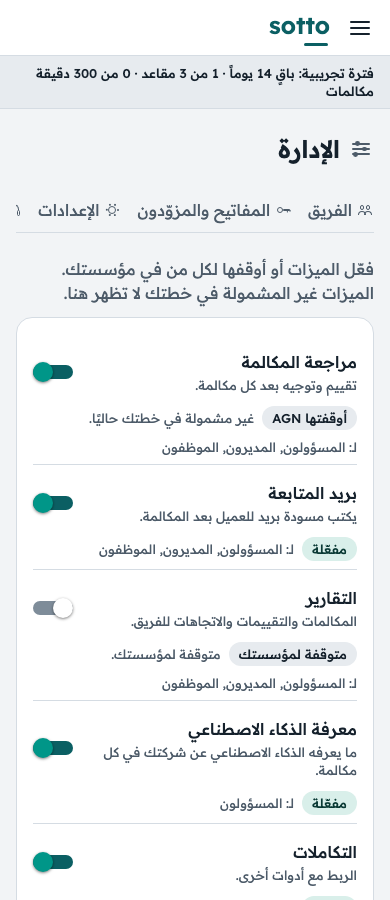 sotto
فترة تجريبية: باقٍ 14 يوماً · 1 من 3 مقاعد · 0 من 300 دقيقة
مكالمات
الإدارة
الفريق
المفاتيح والمزوّدون
الإعدادات
فعّل الميزات أو أوقفها لكل من في مؤسستك.
الميزات غير المشمولة في خطتك لا تظهر هنا.
مراجعة المكالمة
تقييم وتوجيه بعد كل مكالمة.
أوقفتها AGN غير مشمولة في خطتك حاليًا.
لـ: المسؤولون, المديرون, الموظفون
بريد المتابعة
يكتب مسودة بريد للعميل بعد المكالمة.
مفعّلة لـ: المسؤولون, المديرون, الموظفون
التقارير
المكالمات والتقييمات والاتجاهات للفريق.
متوقفة لمؤسستك متوقفة لمؤسستك.
لـ: المسؤولون, المديرون, الموظفون
معرفة الذكاء الاصطناعي
ما يعرفه الذكاء الاصطناعي عن شركتك في كل
مكالمة.
مفعّلة لـ: المسؤولون
التكاملات
الربط مع أدوات أخرى.